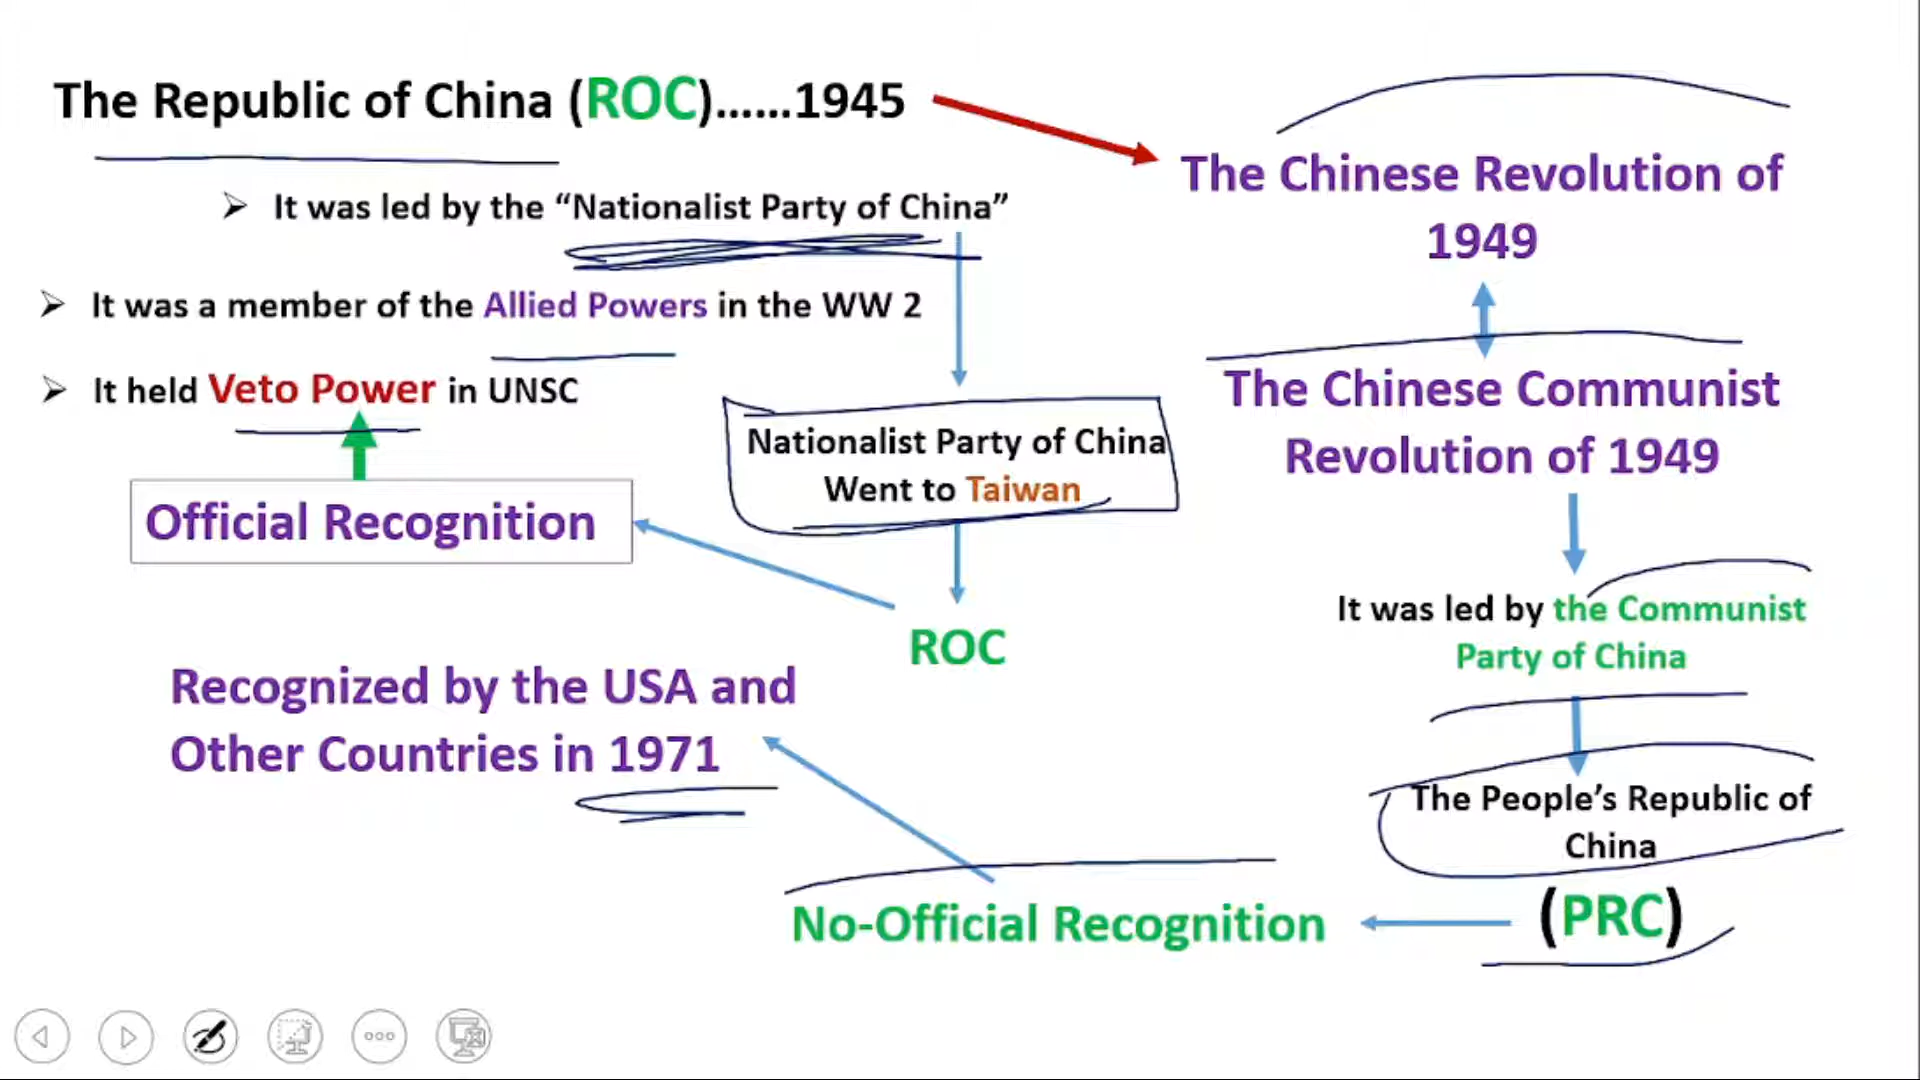 The Republic of China (ROC)......1945
➢ It was led by the “Nationalist Party of China”
➢ It was a member of the Allied Powers in the WW 2
➢ It held Veto Power in UNSC
Official Recognition
Nationalist Party of China
Went to Taiwan
ROC
Recognized by the USA and
Other Countries in 1971
The Chinese Revolution of
1949
The Chinese Communist
Revolution of 1949
It was led by the Communist
Party of China
The People’s Republic of
China
(PRC)
No-Official Recognition